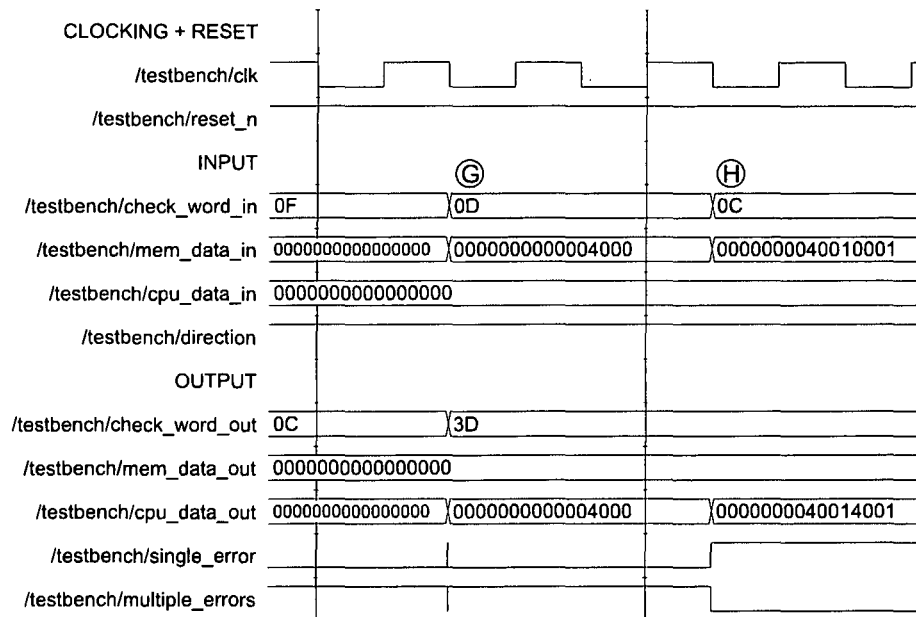 CLOCKING + RESET
/testbench/clk
/testbench/reset_n
INPUT
G H
/testbench/check_word_in 0F 0D 0C
/testbench/mem_data_in 0000000000000000 0000000000004000 0000000040010001
/testbench/cpu_data_in 0000000000000000
/testbench/direction
OUTPUT
/testbench/check_word_out 0C 3D
/testbench/mem_data_out 0000000000000000
/testbench/cpu_data_out 0000000000000000 0000000000004000 0000000040014001
/testbench/single_error
/testbench/multiple_errors